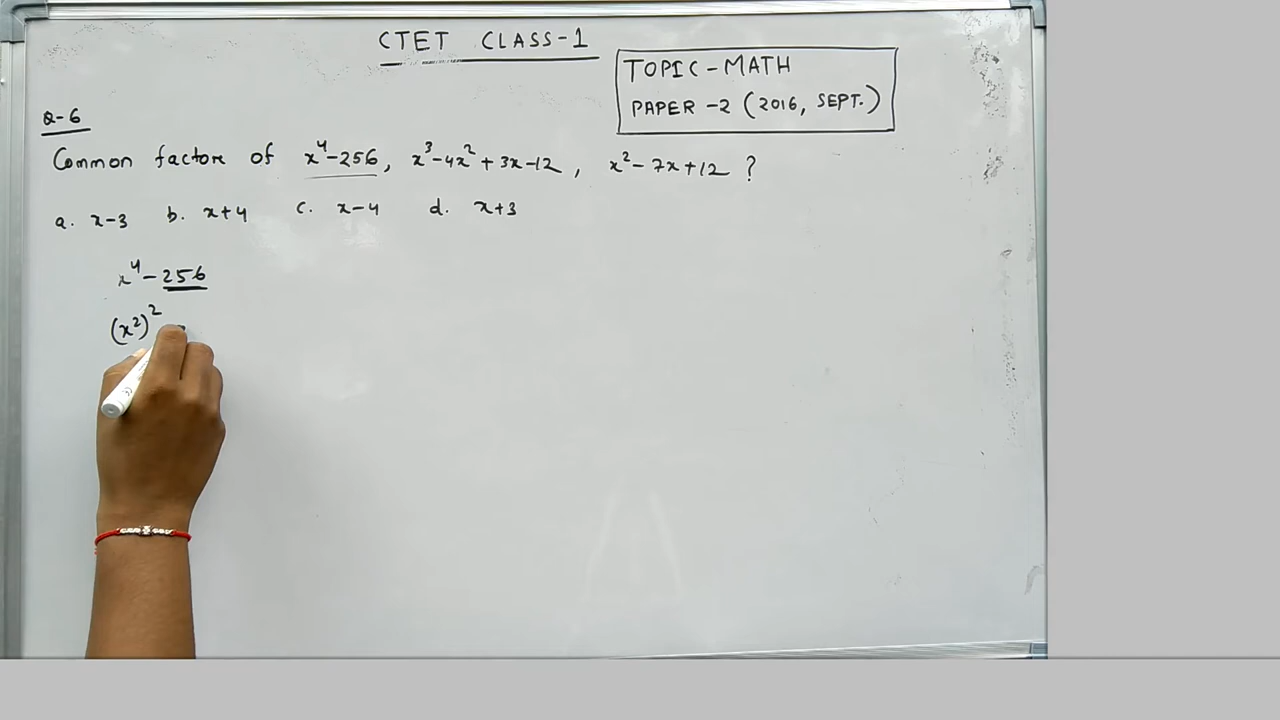 CTET CLASS-1
TOPIC-MATH
PAPER-2 (2016, SEPT.)
Q-6
Common factors of x⁴-256, x³-4x²+3x-12, x²-7x+12 ?
a. x-3 b. x+4 c. x-4 d. x+3
x⁴-256
(x²)²